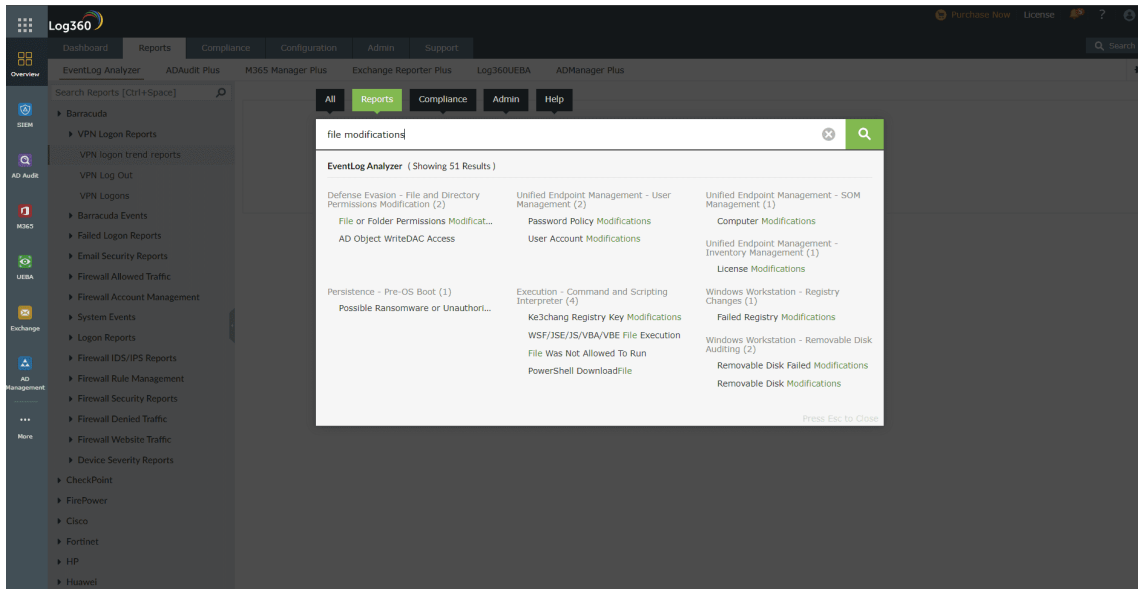 Log360
Purchase Now License ?
Dashboard Reports Compliance Configuration Admin Support
Search
Overview
EventLog Analyzer ADAudit Plus M365 Manager Plus Exchange Reporter Plus Log360UEBA ADManager Plus
Search Reports [Ctrl+Space]
SIEM
AD Audit
M365
UEBA
Exchange
AD Management
More
Barracuda
VPN Logon Reports
VPN logon trend reports
VPN Log Out
VPN Logons
Barracuda Events
Failed Logon Reports
Email Security Reports
Firewall Allowed Traffic
Firewall Account Management
System Events
Logon Reports
Firewall IDS/IPS Reports
Firewall Rule Management
Firewall Security Reports
Firewall Denied Traffic
Firewall Website Traffic
Device Severity Reports
CheckPoint
FirePower
Cisco
Fortinet
HP
Huawei
All Reports Compliance Admin Help
file modifications
EventLog Analyzer ( Showing 51 Results )
Defense Evasion - File and Directory
Permissions Modification (2)
File or Folder Permissions Modificat...
AD Object WriteDAC Access
Unified Endpoint Management - User
Management (2)
Password Policy Modifications
User Account Modifications
Unified Endpoint Management - SOM
Management (1)
Computer Modifications
Unified Endpoint Management -
Inventory Management (1)
License Modifications
Persistence - Pre-OS Boot (1)
Possible Ransomware or Unauthori...
Execution - Command and Scripting
Interpreter (4)
Ke3chang Registry Key Modifications
WSF/JSE/JS/VBA/VBE File Execution
File Was Not Allowed To Run
PowerShell DownloadFile
Windows Workstation - Registry
Changes (1)
Failed Registry Modifications
Windows Workstation - Removable Disk
Auditing (2)
Removable Disk Failed Modifications
Removable Disk Modifications
Press Esc to Close